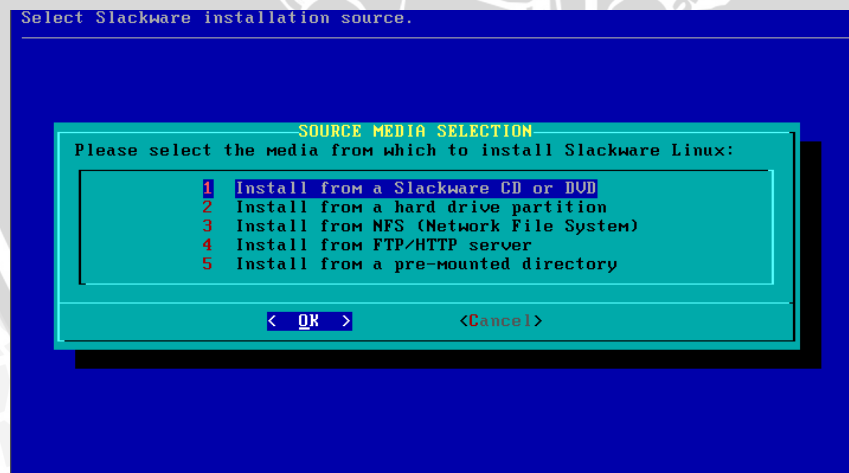 Select Slackware installation source.
SOURCE MEDIA SELECTION
Please select the media from which to install Slackware Linux:
1 Install from a Slackware CD or DVD
2 Install from a hard drive partition
3 Install from NFS (Network File System)
4 Install from FTP/HTTP server
5 Install from a pre-mounted directory
< OK > <Cancel>